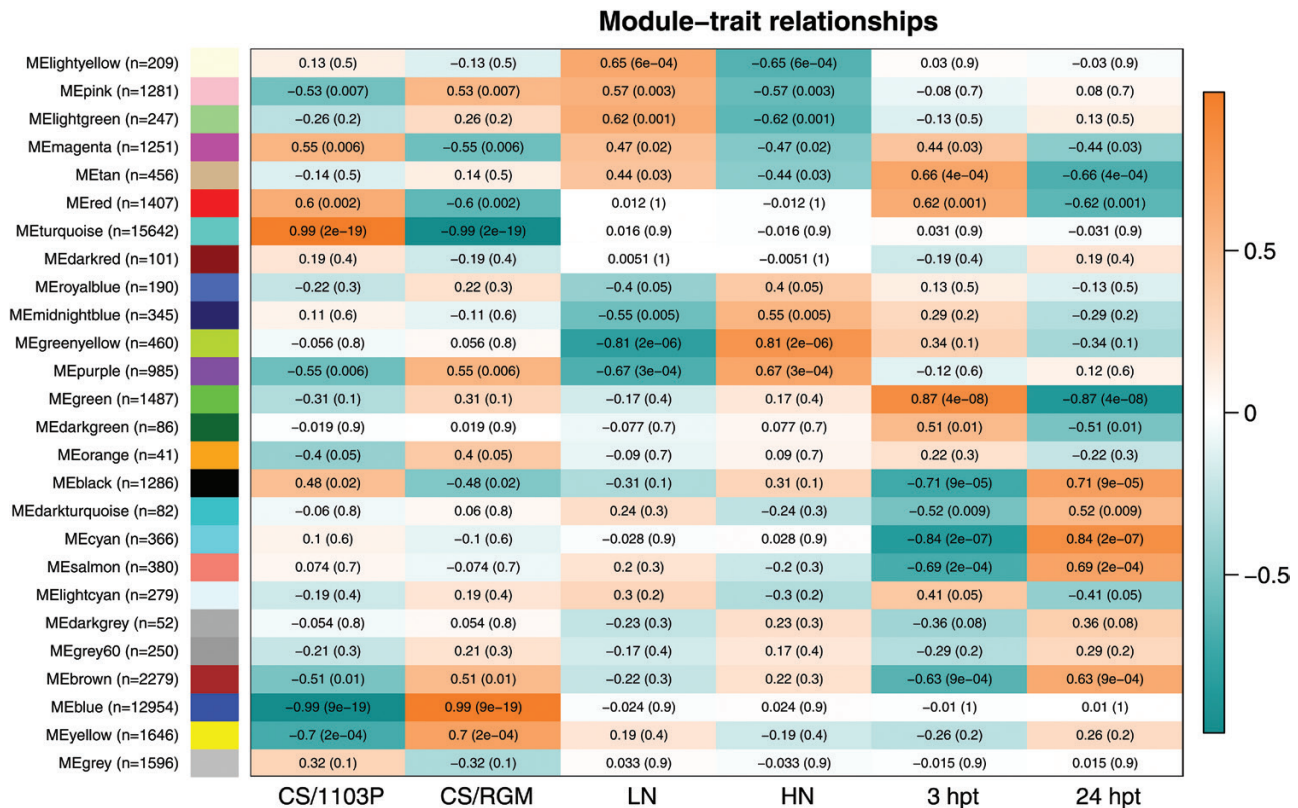 Module−trait relationships
MElightyellow (n=209) 0.13 (0.5) −0.13 (0.5) 0.65 (6e−04) −0.65 (6e−04) 0.03 (0.9) −0.03 (0.9)
MEpink (n=1281) −0.53 (0.007) 0.53 (0.007) 0.57 (0.003) −0.57 (0.003) −0.08 (0.7) 0.08 (0.7)
MElightgreen (n=247) −0.26 (0.2) 0.26 (0.2) 0.62 (0.001) −0.62 (0.001) −0.13 (0.5) 0.13 (0.5)
MEmagenta (n=1251) 0.55 (0.006) −0.55 (0.006) 0.47 (0.02) −0.47 (0.02) 0.44 (0.03) −0.44 (0.03)
MEtan (n=456) −0.14 (0.5) 0.14 (0.5) 0.44 (0.03) −0.44 (0.03) 0.66 (4e−04) −0.66 (4e−04)
MEred (n=1407) 0.6 (0.002) −0.6 (0.002) 0.012 (1) −0.012 (1) 0.62 (0.001) −0.62 (0.001)
MEturquoise (n=15642) 0.99 (2e−19) −0.99 (2e−19) 0.016 (0.9) −0.016 (0.9) 0.031 (0.9) −0.031 (0.9)
MEdarkred (n=101) 0.19 (0.4) −0.19 (0.4) 0.0051 (1) −0.0051 (1) −0.19 (0.4) 0.19 (0.4)
MEroyalblue (n=190) −0.22 (0.3) 0.22 (0.3) −0.4 (0.05) 0.4 (0.05) 0.13 (0.5) −0.13 (0.5)
MEmidnightblue (n=345) 0.11 (0.6) −0.11 (0.6) −0.55 (0.005) 0.55 (0.005) 0.29 (0.2) −0.29 (0.2)
MEgreenyellow (n=460) −0.056 (0.8) 0.056 (0.8) −0.81 (2e−06) 0.81 (2e−06) 0.34 (0.1) −0.34 (0.1)
MEpurple (n=985) −0.55 (0.006) 0.55 (0.006) −0.67 (3e−04) 0.67 (3e−04) −0.12 (0.6) 0.12 (0.6)
MEgreen (n=1487) −0.31 (0.1) 0.31 (0.1) −0.17 (0.4) 0.17 (0.4) 0.87 (4e−08) −0.87 (4e−08)
MEdarkgreen (n=86) −0.019 (0.9) 0.019 (0.9) −0.077 (0.7) 0.077 (0.7) 0.51 (0.01) −0.51 (0.01)
MEorange (n=41) −0.4 (0.05) 0.4 (0.05) −0.09 (0.7) 0.09 (0.7) 0.22 (0.3) −0.22 (0.3)
MEblack (n=1286) 0.48 (0.02) −0.48 (0.02) −0.31 (0.1) 0.31 (0.1) −0.71 (9e−05) 0.71 (9e−05)
MEdarkturquoise (n=82) −0.06 (0.8) 0.06 (0.8) 0.24 (0.3) −0.24 (0.3) −0.52 (0.009) 0.52 (0.009)
MEcyan (n=366) 0.1 (0.6) −0.1 (0.6) −0.028 (0.9) 0.028 (0.9) −0.84 (2e−07) 0.84 (2e−07)
MEsalmon (n=380) 0.074 (0.7) −0.074 (0.7) 0.2 (0.3) −0.2 (0.3) −0.69 (2e−04) 0.69 (2e−04)
MElightcyan (n=279) −0.19 (0.4) 0.19 (0.4) 0.3 (0.2) −0.3 (0.2) 0.41 (0.05) −0.41 (0.05)
MEdarkgrey (n=52) −0.054 (0.8) 0.054 (0.8) −0.23 (0.3) 0.23 (0.3) −0.36 (0.08) 0.36 (0.08)
MEgrey60 (n=250) −0.21 (0.3) 0.21 (0.3) −0.17 (0.4) 0.17 (0.4) −0.29 (0.2) 0.29 (0.2)
MEbrown (n=2279) −0.51 (0.01) 0.51 (0.01) −0.22 (0.3) 0.22 (0.3) −0.63 (9e−04) 0.63 (9e−04)
MEblue (n=12954) −0.99 (9e−19) 0.99 (9e−19) −0.024 (0.9) 0.024 (0.9) −0.01 (1) 0.01 (1)
MEyellow (n=1646) −0.7 (2e−04) 0.7 (2e−04) 0.19 (0.4) −0.19 (0.4) −0.26 (0.2) 0.26 (0.2)
MEgrey (n=1596) 0.32 (0.1) −0.32 (0.1) 0.033 (0.9) −0.033 (0.9) −0.015 (0.9) 0.015 (0.9)
CS/1103P CS/RGM LN HN 3 hpt 24 hpt
0.5
0
−0.5